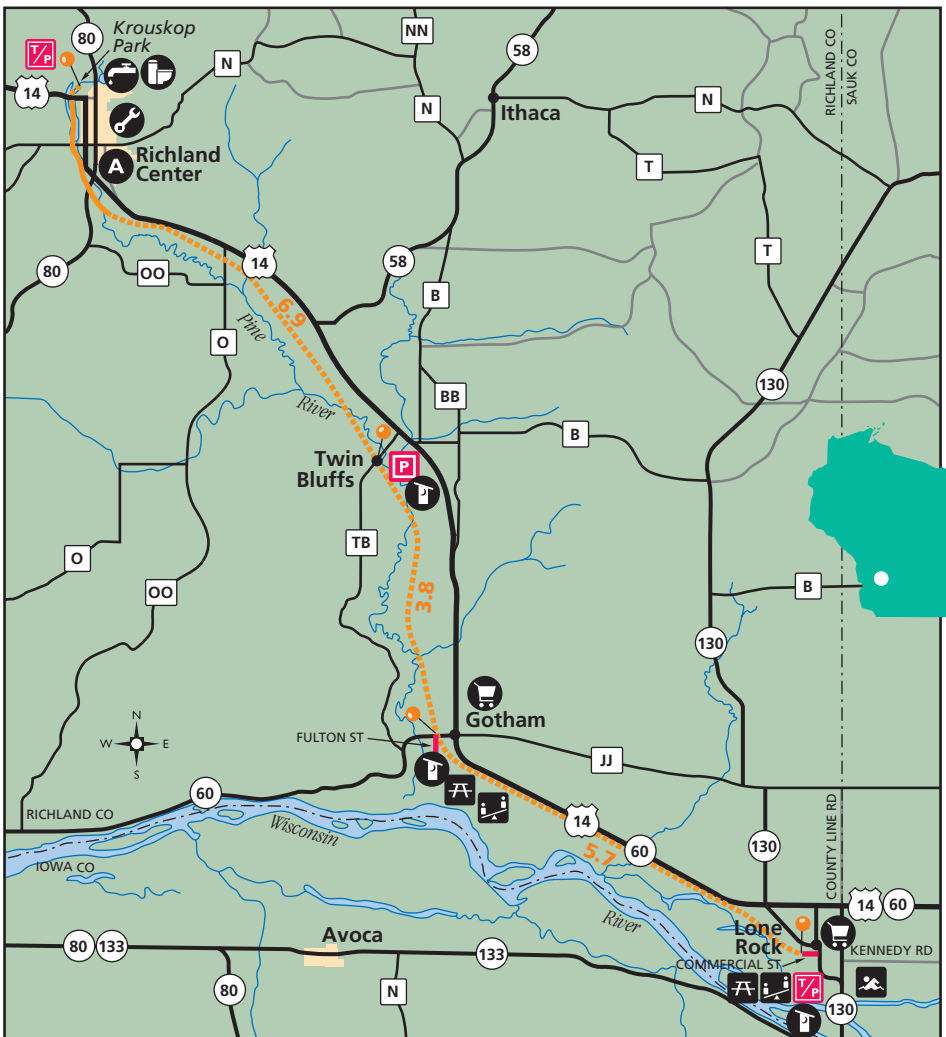 80
Krouskop
Park
T/P
14
N
NN
58
N
Ithaca
N
RICHLAND CO
SAUK CO
A
Richland
Center
T
80
OO
14
58
T
B
6.9
Pine
O
130
BB
River
B
Twin
Bluffs
P
TB
O
OO
3.8
B
130
Gotham
FULTON ST
N
W
E
S
JJ
60
RICHLAND CO
Wisconsin
14
60
5.7
130
COUNTY LINE RD
IOWA CO
14
60
River
Lone
Rock
KENNEDY RD
COMMERCIAL ST
Avoca
80
133
133
80
N
T/P
130